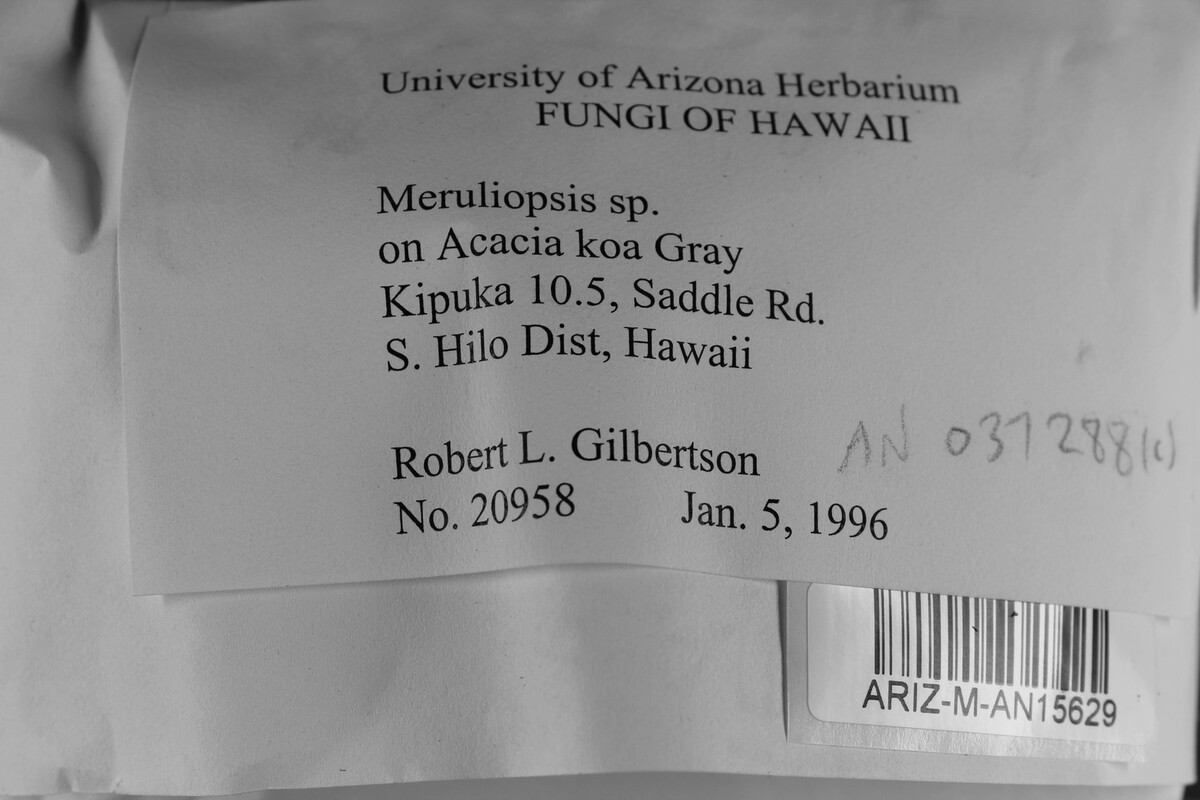 University of Arizona Herbarium
FUNGI OF HAWAII
Meruliopsis sp.
on Acacia koa Gray
Kipuka 10.5, Saddle Rd.
S. Hilo Dist, Hawaii
Robert L. Gilbertson
AN 037288(c)
No. 20958 Jan. 5, 1996
ARIZ-M-AN15629